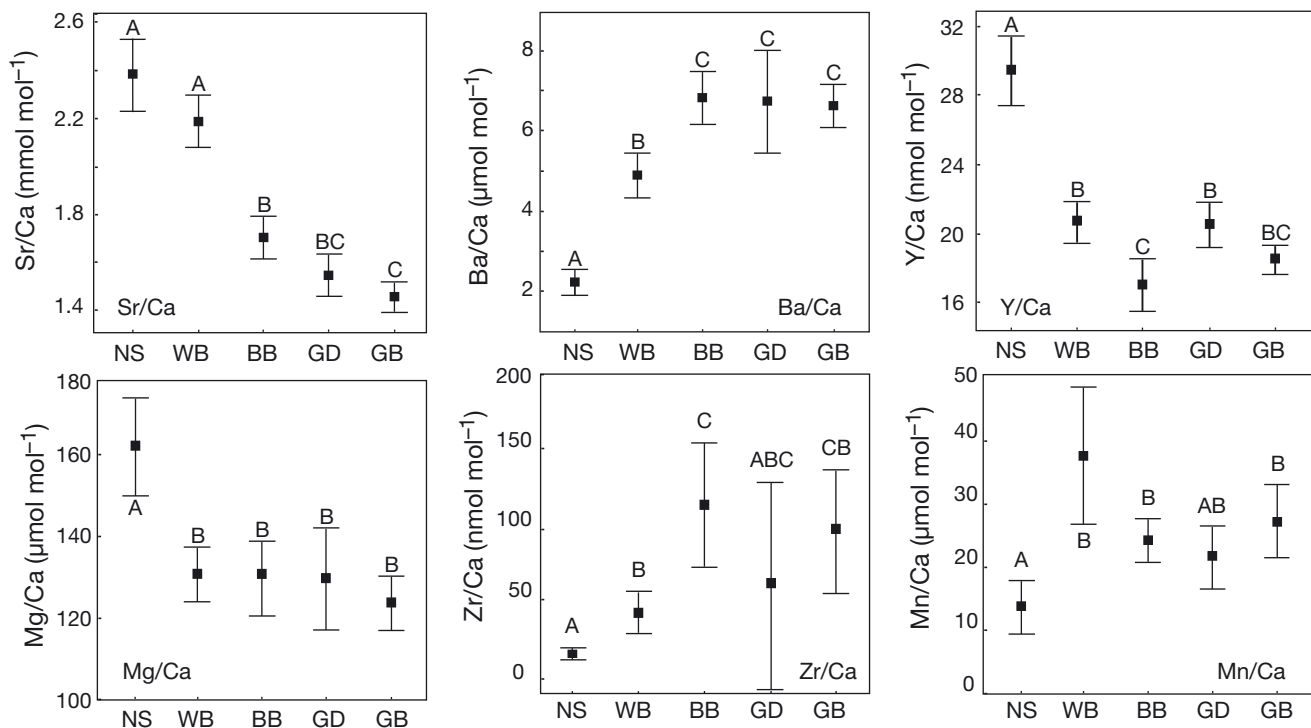 Sr/Ca (mmol mol–1)
2.6
2.2
1.8
1.4
A
A
B
BC
C
Sr/Ca
NS WB BB GD GB
Ba/Ca (µmol mol–1)
8
6
4
2
A
B
C
C
C
Ba/Ca
NS WB BB GD GB
Y/Ca (nmol mol–1)
32
28
24
20
16
A
B
C
B
BC
Y/Ca
NS WB BB GD GB
Mg/Ca (µmol mol–1)
180
160
140
120
100
A
B
B
B
B
Mg/Ca
NS WB BB GD GB
Zr/Ca (nmol mol–1)
200
150
100
50
0
A
B
C
ABC
CB
Zr/Ca
NS WB BB GD GB
Mn/Ca (µmol mol–1)
50
40
30
20
10
0
A
B
B
AB
B
Mn/Ca
NS WB BB GD GB